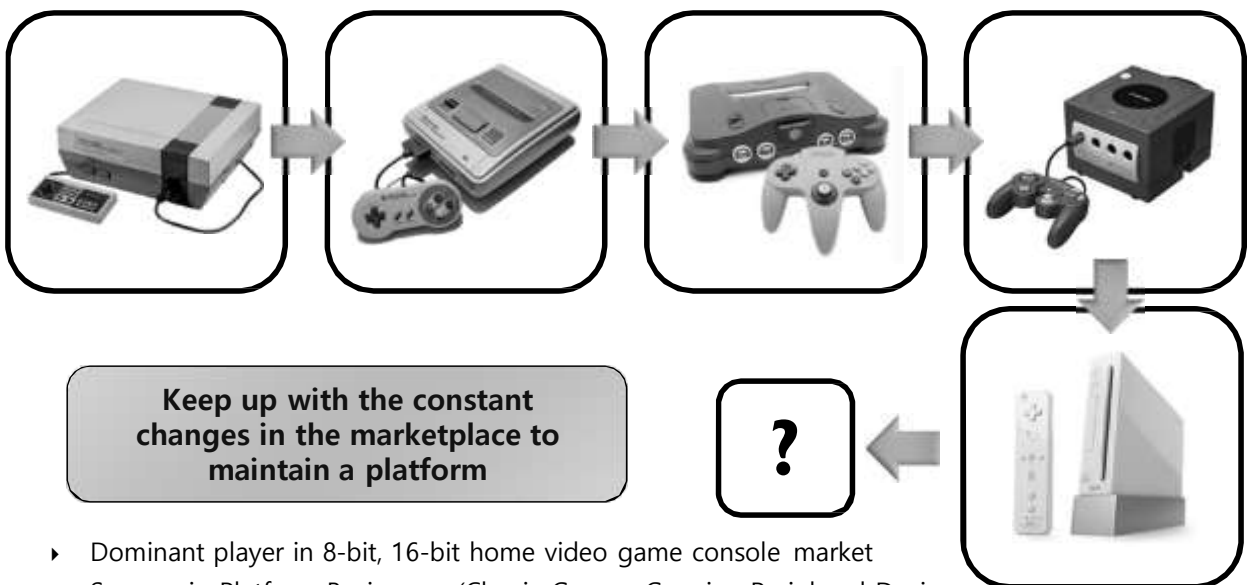 Keep up with the constant
changes in the marketplace to
maintain a platform
?
Dominant player in 8-bit, 16-bit home video game console market